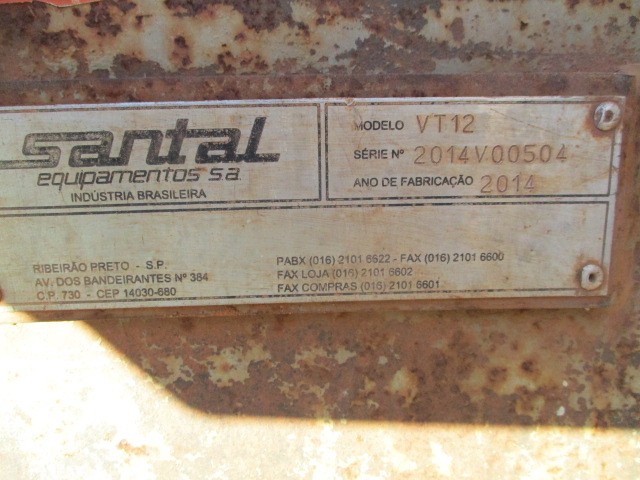 santal
equipamentos s.a.
INDÚSTRIA BRASILEIRA
MODELO VT12
SÉRIE Nº 2014V00504
ANO DE FABRICAÇÃO 2014
RIBEIRÃO PRETO - S.P.
AV. DOS BANDEIRANTES Nº 384
C.P. 730 - CEP 14030-680
PABX (016) 2101 6622 - FAX (016) 2101 6600
FAX LOJA (016) 2101 6602
FAX COMPRAS (016) 2101 6601